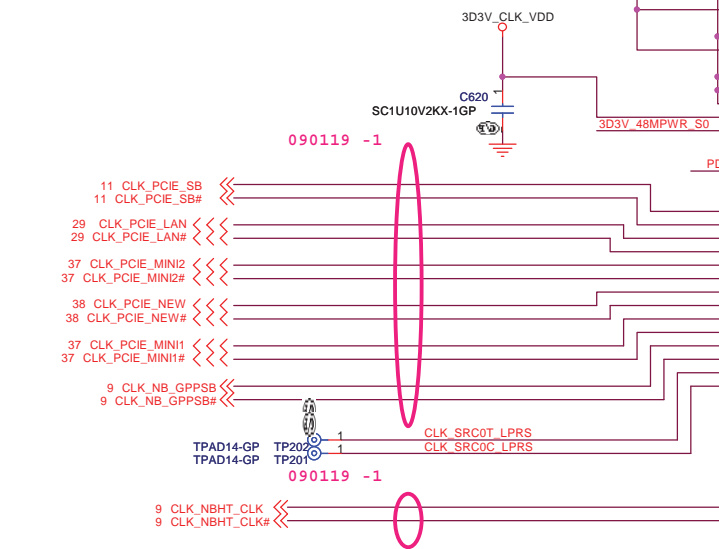 3D3V_CLK_VDD
C620
1
SC1U10V2KX-1GP
3D3V_48MPWR_S0
090119 -1
PD
11 CLK_PCIE_SB
11 CLK_PCIE_SB#
29 CLK_PCIE_LAN
29 CLK_PCIE_LAN#
37 CLK_PCIE_MINI2
37 CLK_PCIE_MINI2#
38 CLK_PCIE_NEW
38 CLK_PCIE_NEW#
37 CLK_PCIE_MINI1
37 CLK_PCIE_MINI1#
9 CLK_NB_GPPSB
9 CLK_NB_GPPSB#
TPAD14-GP TP202 1 CLK_SRC0T_LPRS
TPAD14-GP TP201 1 CLK_SRC0C_LPRS
090119 -1
9 CLK_NBHT_CLK
9 CLK_NBHT_CLK#